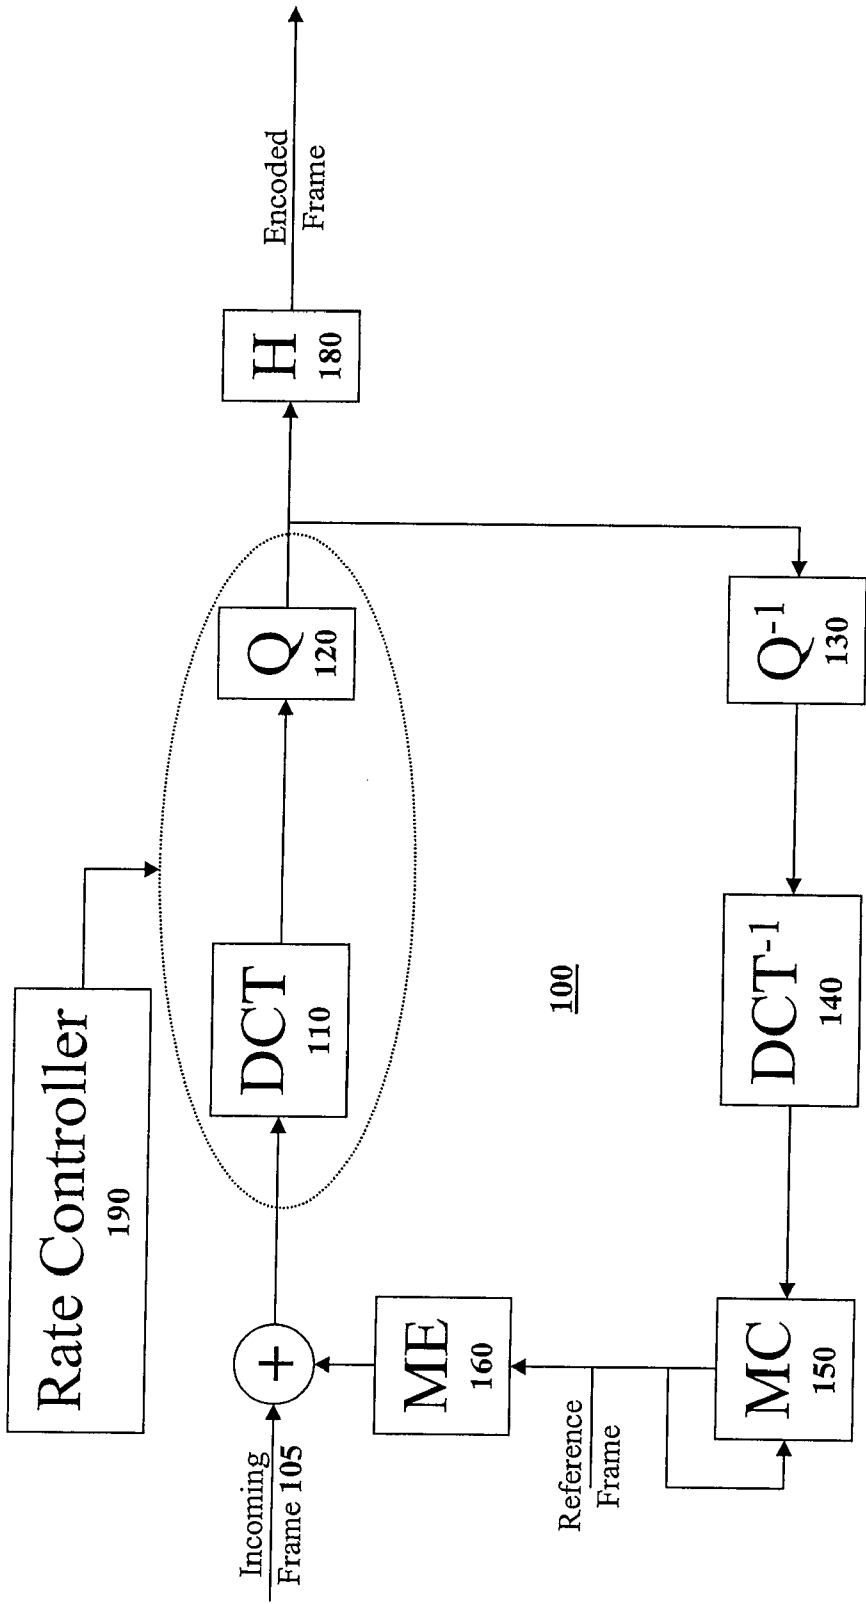 Rate Controller
190
Incoming
Frame 105
+
DCT
110
Q
120
H
180
Encoded
Frame
ME
160
100
Reference
Frame
MC
150
DCT-1
140
Q-1
130